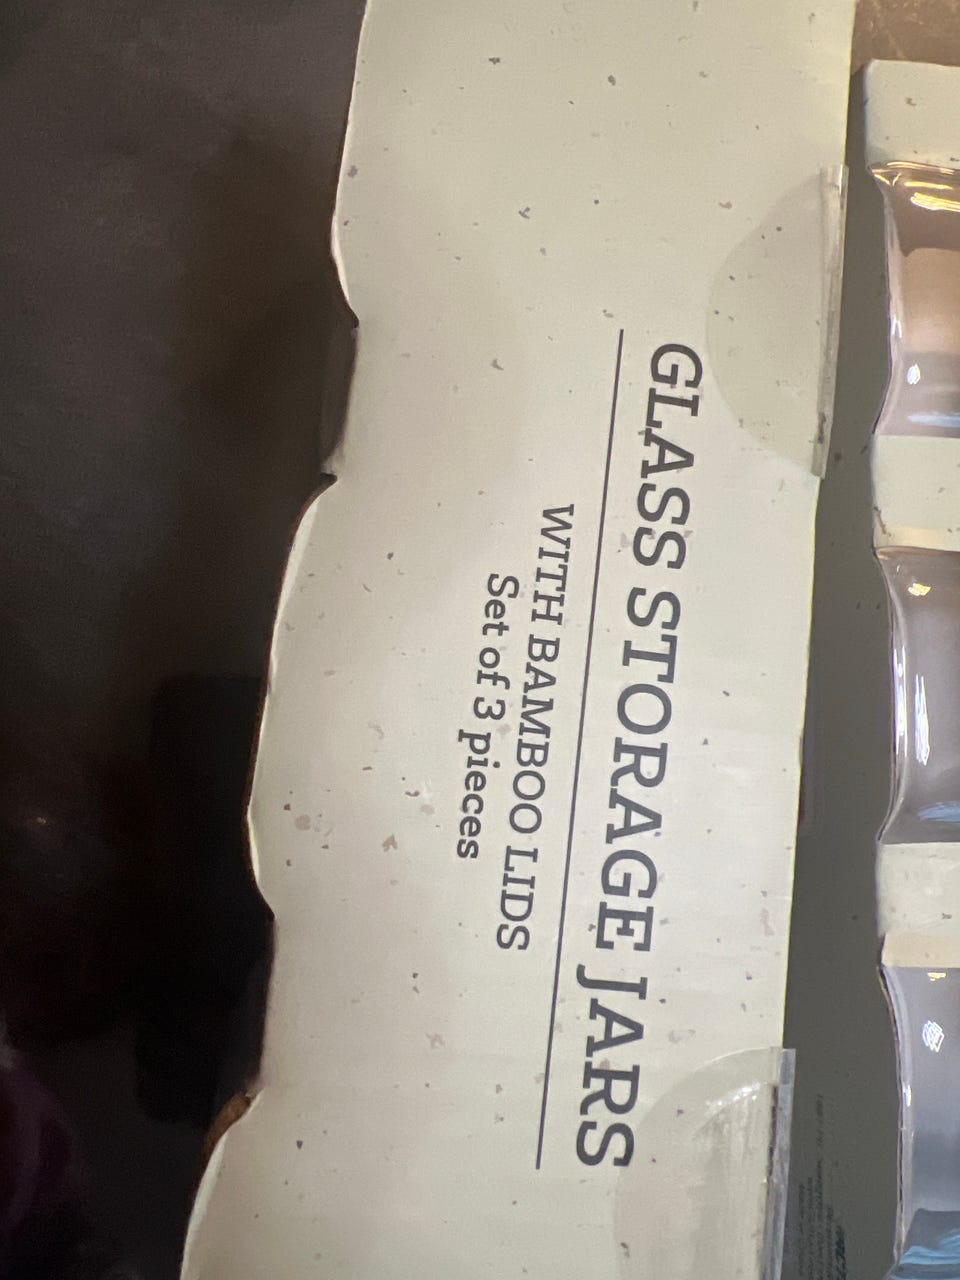 GLASS STORAGE JARS
WITH BAMBOO LIDS
Set of 3 pieces